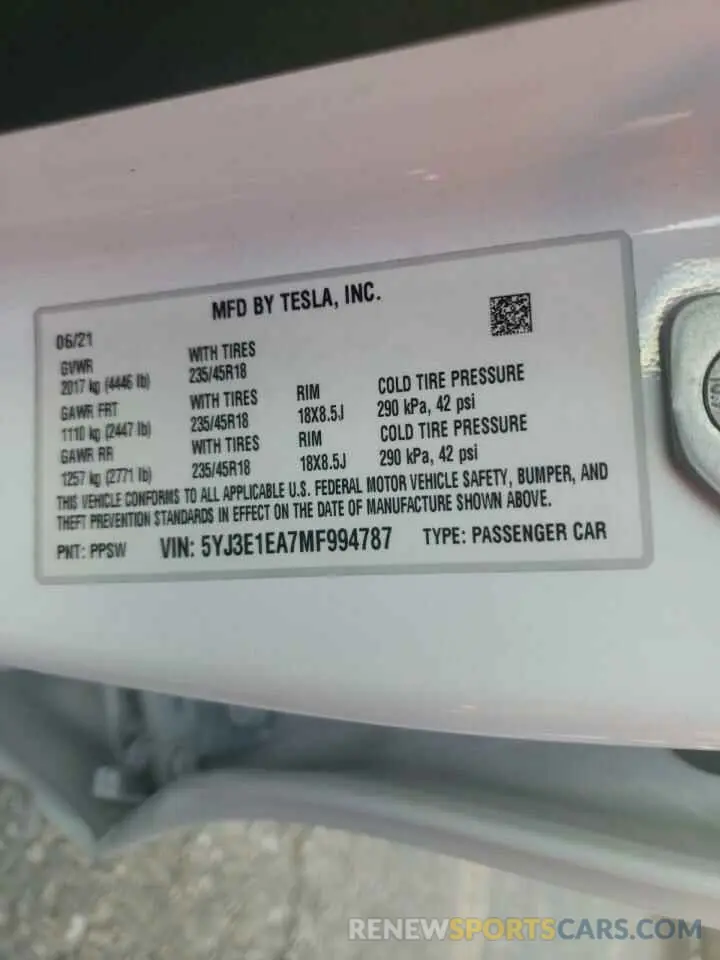 MFD BY TESLA, INC.
06/21
GVWR WITH TIRES
2017 kg (4446 lb) 235/45R18
GAWR FRT WITH TIRES RIM COLD TIRE PRESSURE
1110 kg (2447 lb) 235/45R18 18X8.5J 290 kPa, 42 psi
GAWR RR WITH TIRES RIM COLD TIRE PRESSURE
1257 kg (2771 lb) 235/45R18 18X8.5J 290 kPa, 42 psi
THIS VEHICLE CONFORMS TO ALL APPLICABLE U.S. FEDERAL MOTOR VEHICLE SAFETY, BUMPER, AND
THEFT PREVENTION STANDARDS IN EFFECT ON THE DATE OF MANUFACTURE SHOWN ABOVE.
PNT: PPSW VIN: 5YJ3E1EA7MF994787 TYPE: PASSENGER CAR
RENEWSPORTSCARS.COM